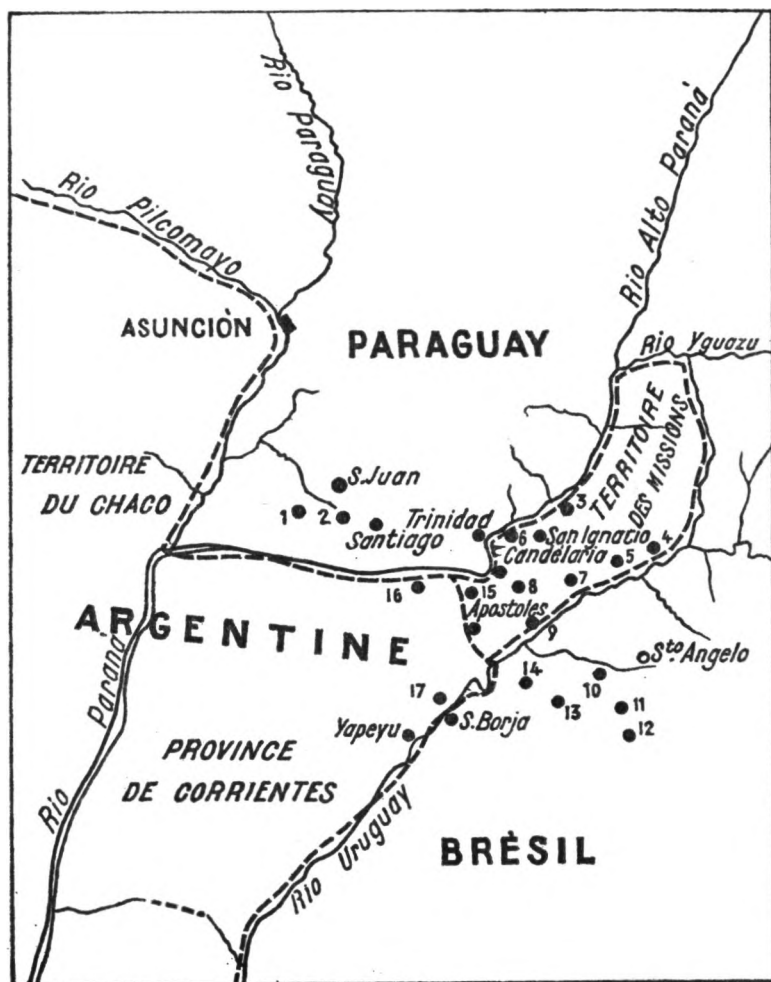 Rio Paraguay
Rio Alto Paraná
Rio Pilcomayo
ASUNCIÒN
PARAGUAY
Rio Yguazu
TERRITOIRE
DES MISSIONS
TERRITOIRE
DU CHACO
S. Juan
1
2
Santiago
Trinidad
3
6
San Ignacio
4
5
Candelaria
7
8
16
15
Apostoles
9
ARGENTINE
Sto Angelo
14
10
13
11
12
17
S. Borja
Yapeyu
Rio Paraná
PROVINCE
DE CORRIENTES
Rio Uruguay
BRÈSIL